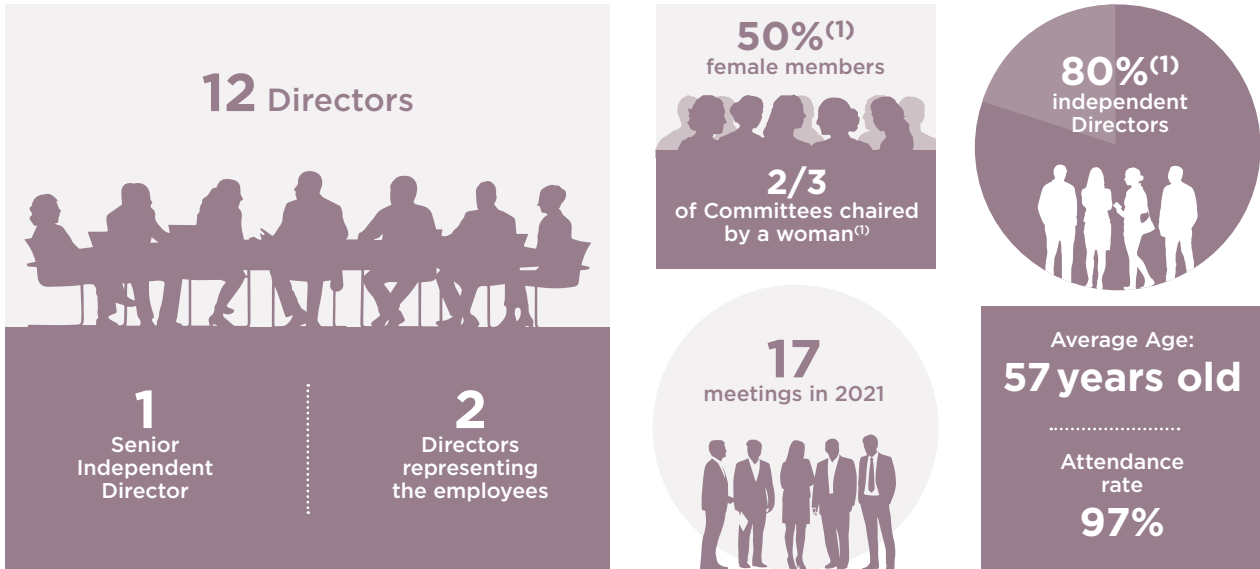 12 Directors
1
Senior
Independent
Director
2
Directors
representing
the employees
50%(1)
female members
2/3
of Committees chaired
by a woman(1)
17
meetings in 2021
80%(1)
independent
Directors
Average Age:
57 years old
Attendance
rate
97%